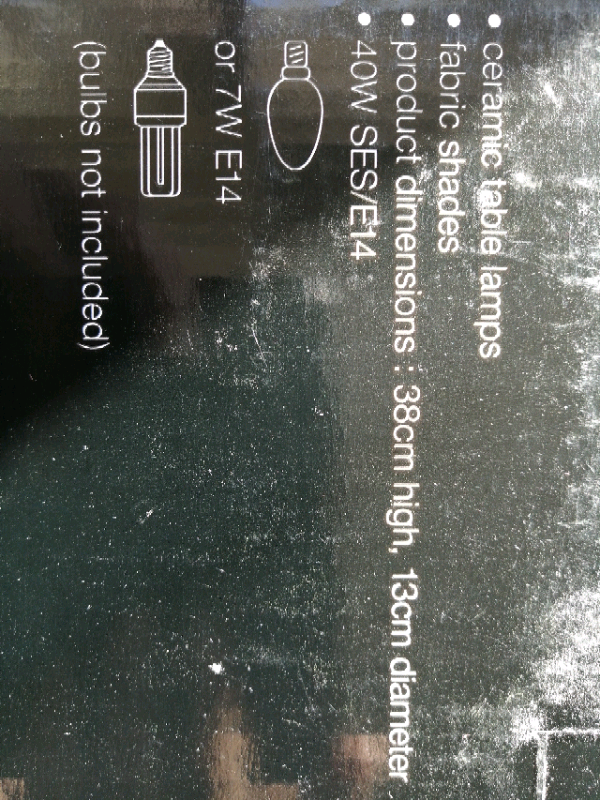 • ceramic table lamps
• fabric shades
• product dimensions : 38cm high, 13cm diameter
• 40W SES/E14
or 7W E14
(bulbs not included)